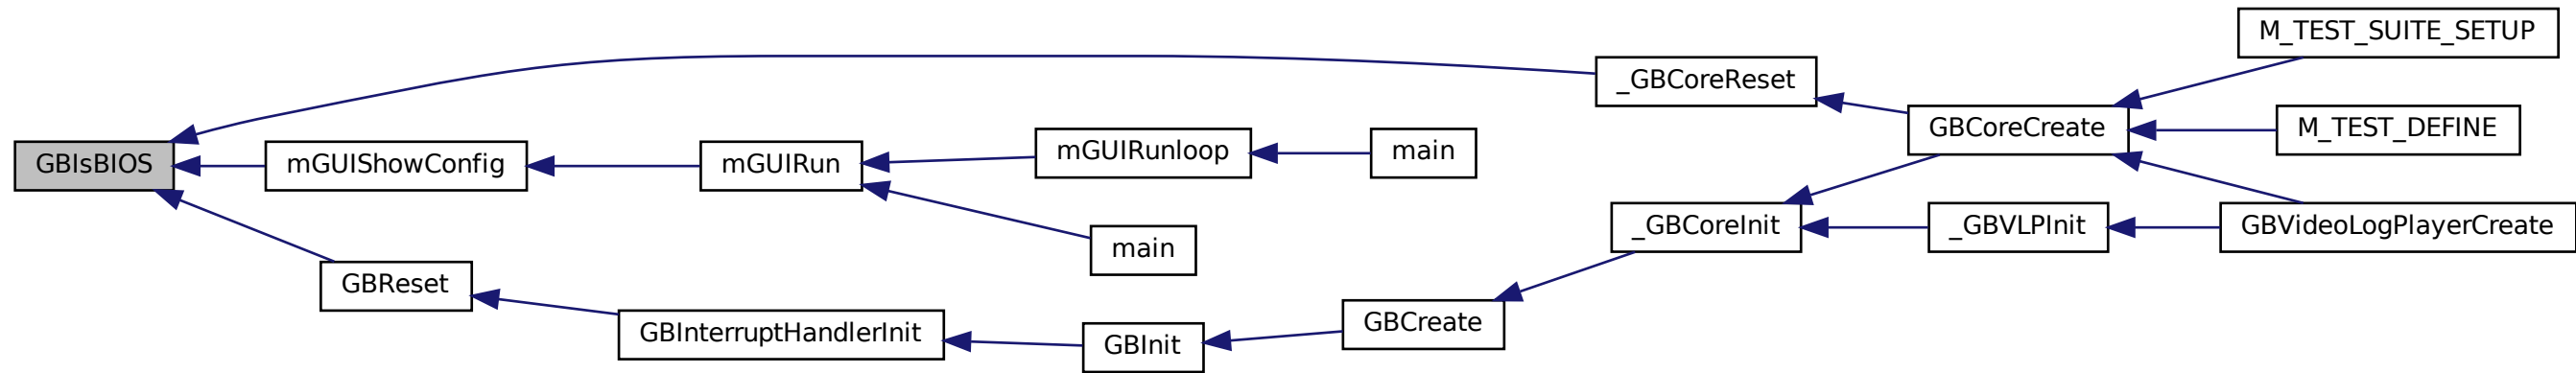 M_TEST_SUITE_SETUP
_GBCoreReset
GBCoreCreate
M_TEST_DEFINE
GBIsBIOS
mGUIShowConfig
mGUIRun
mGUIRunloop
main
main
_GBCoreInit
_GBVLPInit
GBVideoLogPlayerCreate
GBReset
GBInterruptHandlerInit
GBInit
GBCreate